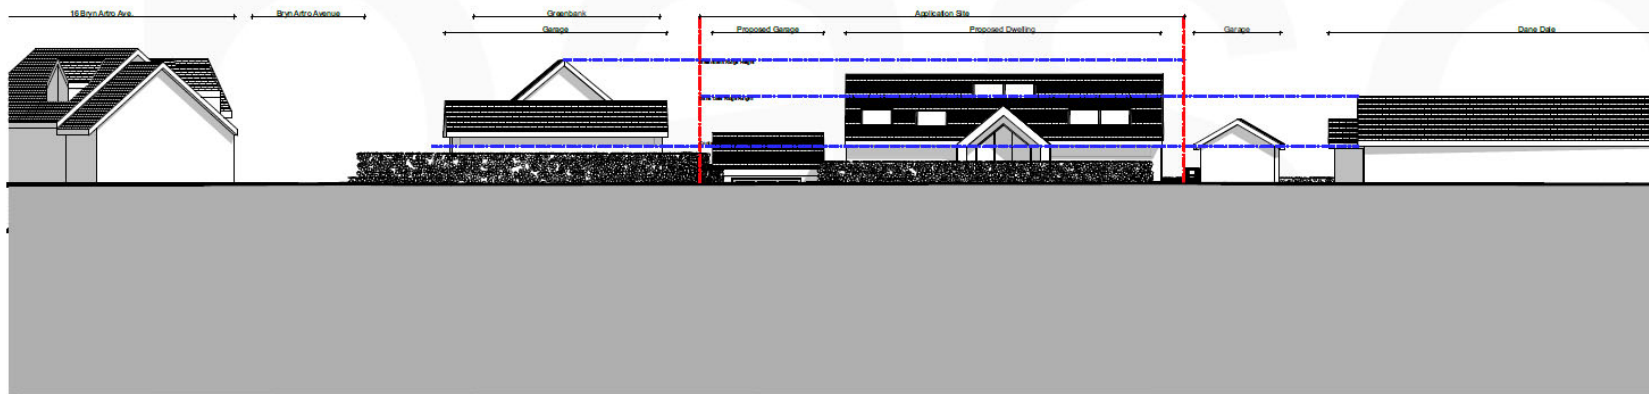 16 Bryn Artro Ave.
Bryn Artro Avenue
Greenbank
Application Site
Garage
Proposed Garage
Proposed Dwelling
Garage
Dane Dale